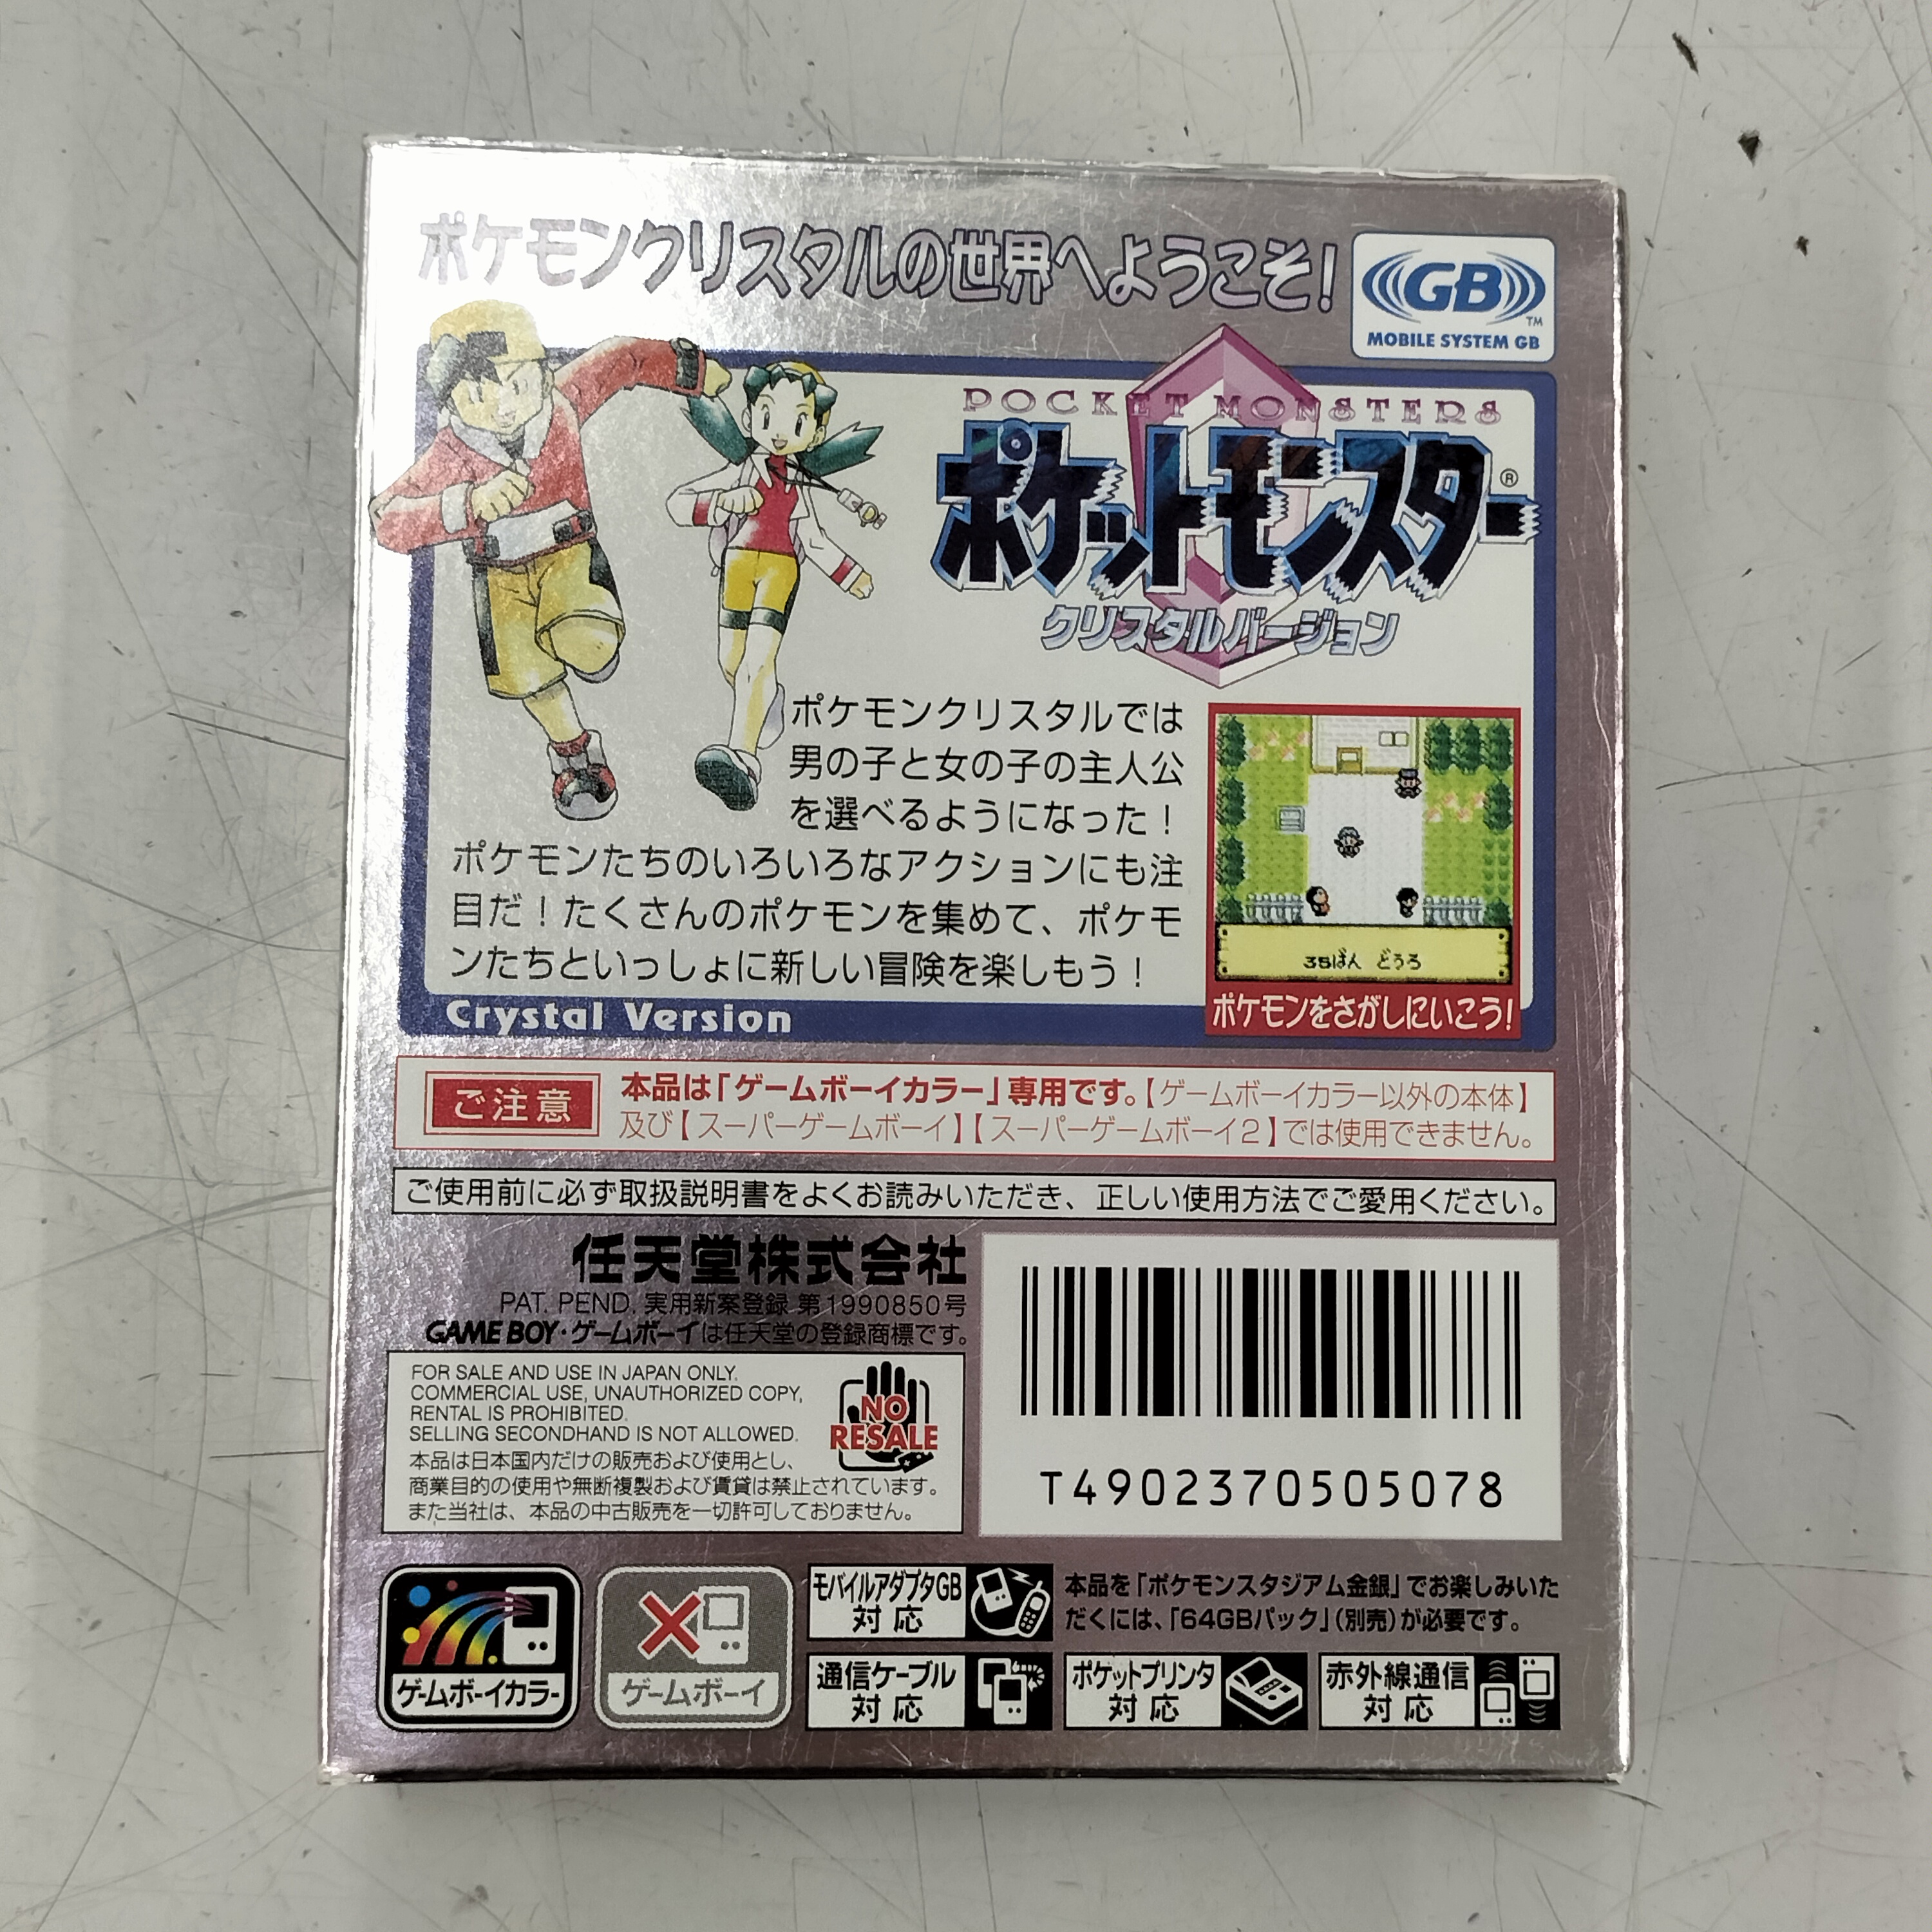 ポケモンクリスタルの世界へようこそ!
GB
TM
MOBILE SYSTEM GB
POCKET MONSTERS
ポケットモンスター®
クリスタルバージョン
ポケモンクリスタルでは
男の子と女の子の主人公
を選べるようになった!
ポケモンたちのいろいろなアクションにも注
目だ!たくさんのポケモンを集めて、ポケモ
ンたちといっしょに新しい冒険を楽しもう!
35ばん どうろ
ポケモンをさがしにいこう!
Crystal Version
ご注意
本品は「ゲームボーイカラー」専用です。【ゲームボーイカラー以外の本体】
及び【スーパーゲームボーイ】【スーパーゲームボーイ2】では使用できません。
ご使用前に必ず取扱説明書をよくお読みいただき、正しい使用方法でご愛用ください。
任天堂株式会社
PAT. PEND. 実用新案登録 第1990850号
GAME BOY・ゲームボーイは任天堂の登録商標です。
FOR SALE AND USE IN JAPAN ONLY.
COMMERCIAL USE, UNAUTHORIZED COPY,
RENTAL IS PROHIBITED.
SELLING SECONDHAND IS NOT ALLOWED.
NO
RESALE
本品は日本国内だけの販売および使用とし、
商業目的の使用や無断複製および賃貸は禁止されています。
また当社は、本品の中古販売を一切許可しておりません。
T4902370505078
ゲームボーイカラー
ゲームボーイ
モバイルアダプタGB
対応
本品を「ポケモンスタジアム金銀」でお楽しみいた
だくには、「64GBパック」(別売)が必要です。
通信ケーブル
対応
ポケットプリンタ
対応
赤外線通信
対応